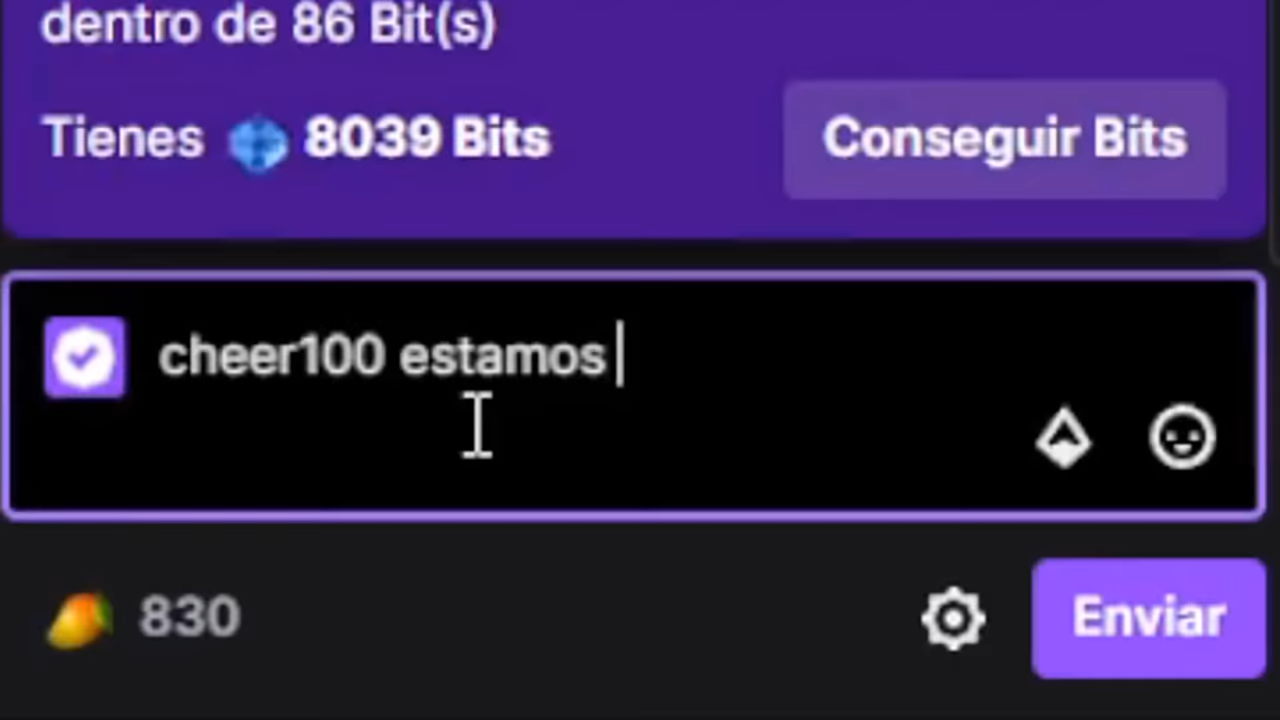 dentro de 86 Bit(s)
Tienes 8039 Bits
Conseguir Bits
cheer100 estamos
830
Enviar